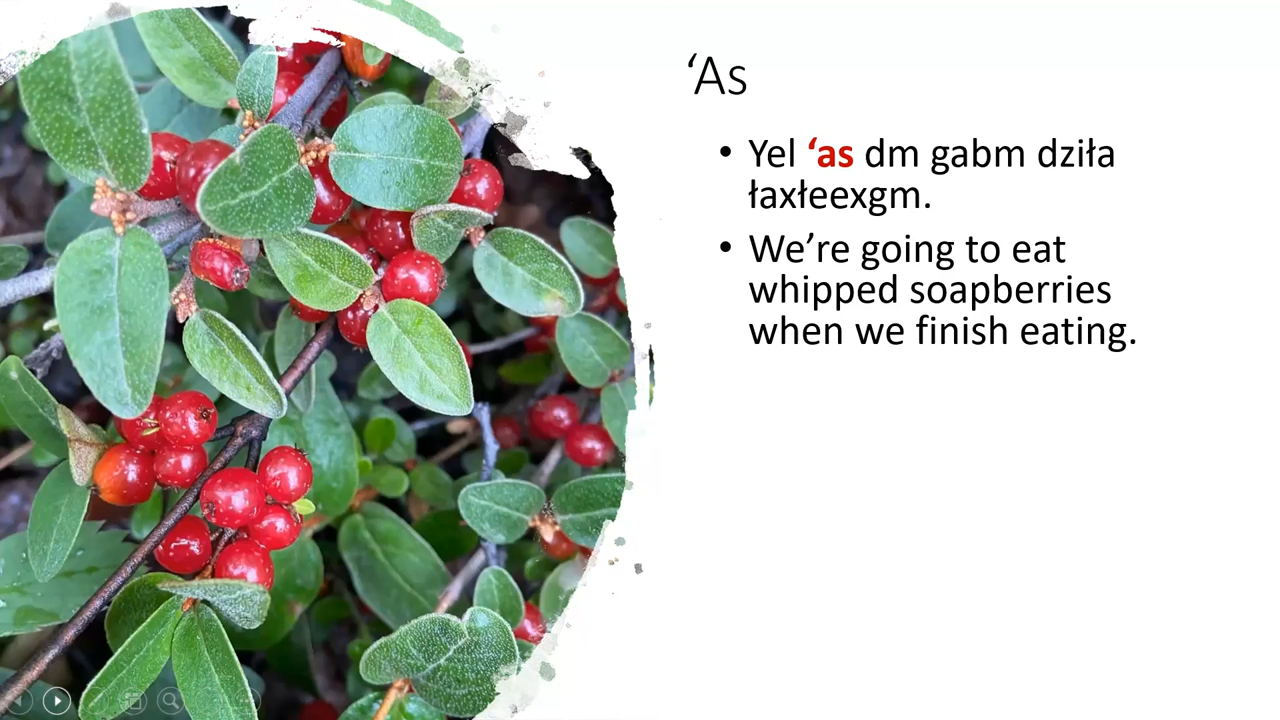 ‘As
• Yel ‘as dm gabm dziła
łaxłeexgm.
• We’re going to eat
whipped soapberries
when we finish eating.